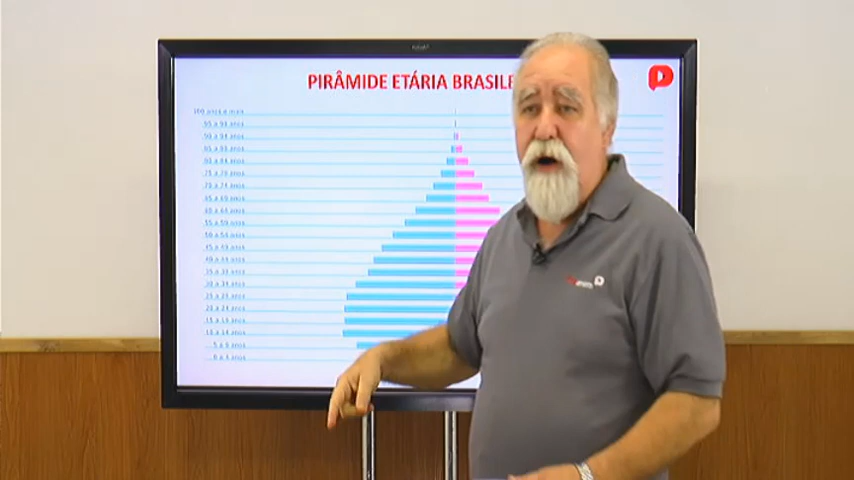 PIRÂMIDE ETÁRIA BRASILE
100 anos e mais
95 a 99 anos
90 a 94 anos
85 a 89 anos
80 a 84 anos
75 a 79 anos
70 a 74 anos
65 a 69 anos
60 a 64 anos
55 a 59 anos
50 a 54 anos
45 a 49 anos
40 a 44 anos
35 a 39 anos
30 a 34 anos
25 a 29 anos
20 a 24 anos
15 a 19 anos
10 a 14 anos
5 a 9 anos
0 a 4 anos